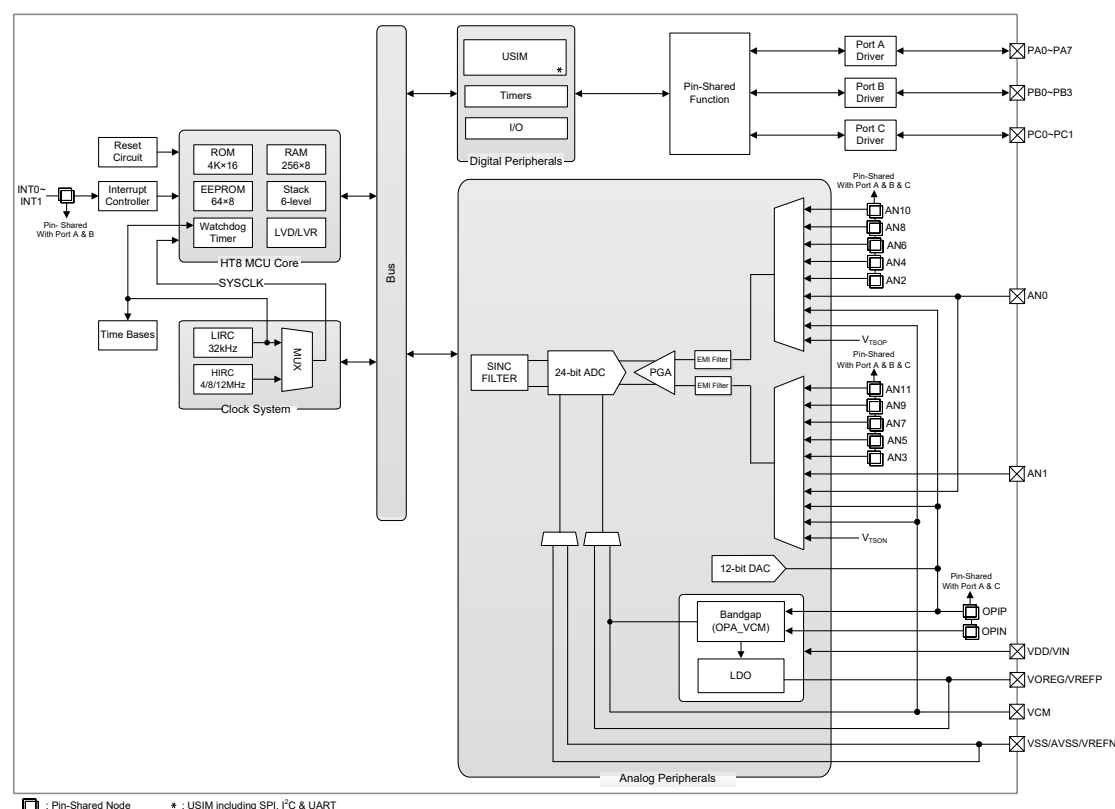 USIM
*
Timers
I/O
Digital Peripherals
Pin-Shared
Function
Port A
Driver
Port B
Driver
Port C
Driver
PA0~PA7
PB0~PB3
PC0~PC1
Reset
Circuit
INT0~
INT1
Interrupt
Controller
Pin- Shared
With Port A & B
ROM
4K×16
RAM
256×8
EEPROM
64×8
Stack
6-level
Watchdog
Timer
LVD/LVR
HT8 MCU Core
SYSCLK
Time Bases
LIRC
32kHz
HIRC
4/8/12MHz
MUX
Clock System
Bus
Pin-Shared
With Port A & B & C
AN10
AN8
AN6
AN4
AN2
AN0
VTSOP
SINC
FILTER
24-bit ADC
PGA
EMI Filter
EMI Filter
Pin-Shared
With Port A & B & C
AN11
AN9
AN7
AN5
AN3
AN1
VTSON
12-bit DAC
Pin-Shared
With Port A & C
Bandgap
(OPA_VCM)
LDO
OPIP
OPIN
VDD/VIN
VOREG/VREFP
VCM
VSS/AVSS/VREFN
Analog Peripherals
: Pin-Shared Node
* : USIM including SPI, I²C & UART